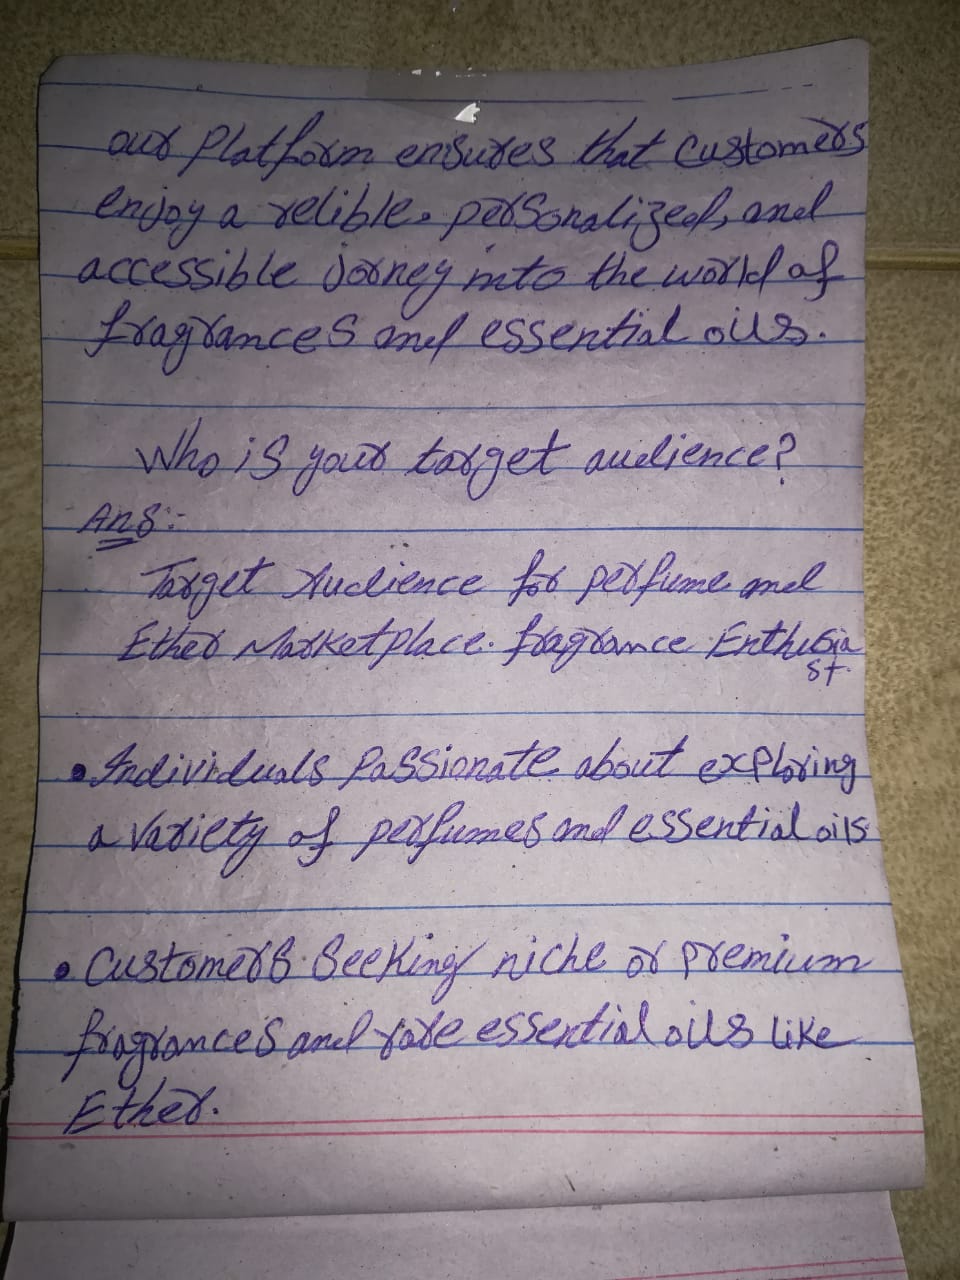 our Platform ensures that customers
enjoy a relible, personalized, and
accessible Jorney into the world of
fragrances and essential oils.
Who is your target audience?
Ans:-
Target Audience for perfume and
Ether Marketplace. fragrance Enthusia
st.
• Individuals Passionate about exploring
a variety of perfumes and essential oils
• Customers Seeking niche or premium
fragrances and rare essential oils like
Ether.